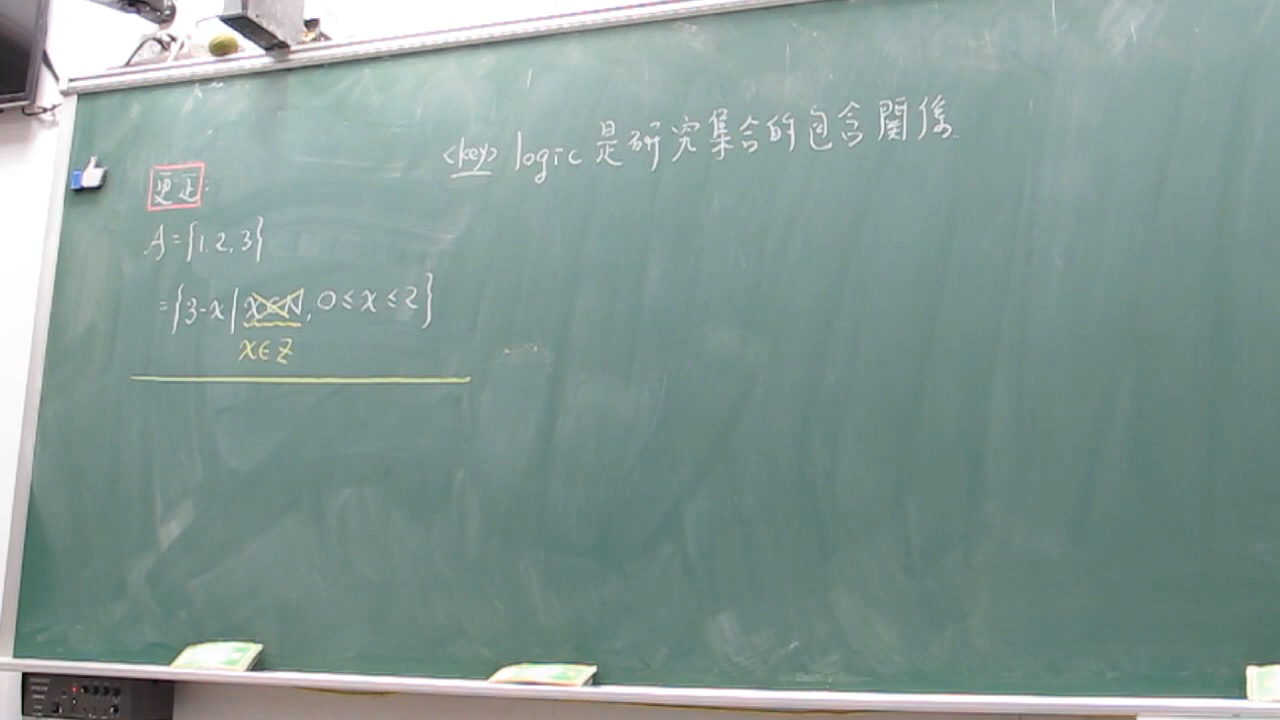 <key> logic 是研究集合的包含關係
更正:
A={1,2,3}
={3-x|x∈N, 0≤x≤2}
x∈Z